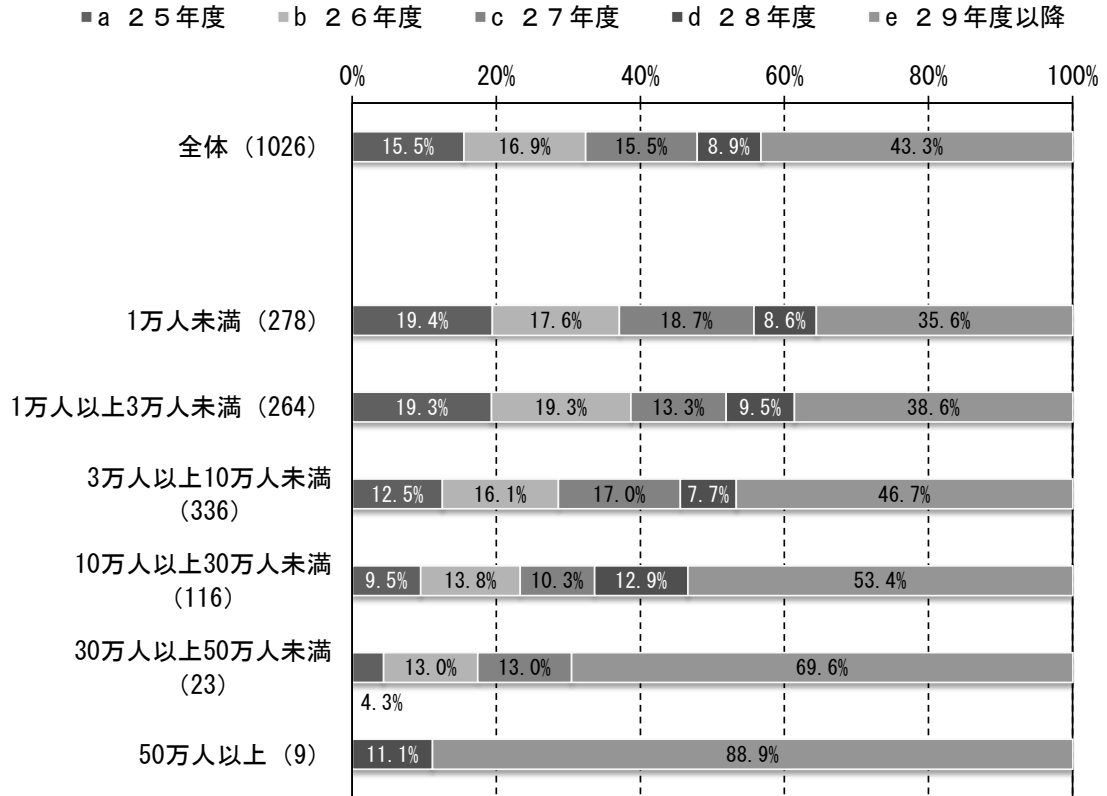 ■a ２５年度 ■b ２６年度 ■c ２７年度 ■d ２８年度 ■e ２９年度以降
0% 20% 40% 60% 80% 100%
全体（1026） 15.5% 16.9% 15.5% 8.9% 43.3%
1万人未満（278） 19.4% 17.6% 18.7% 8.6% 35.6%
1万人以上3万人未満（264） 19.3% 19.3% 13.3% 9.5% 38.6%
3万人以上10万人未満
（336） 12.5% 16.1% 17.0% 7.7% 46.7%
10万人以上30万人未満
（116） 9.5% 13.8% 10.3% 12.9% 53.4%
30万人以上50万人未満
（23） 13.0% 13.0% 69.6%
4.3%
50万人以上（9） 11.1% 88.9%